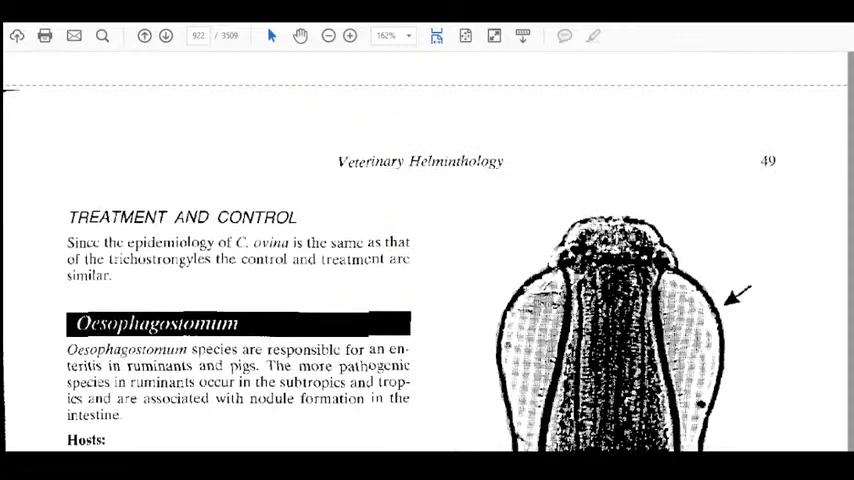 922 / 3509
162%
Veterinary Helminthology
49
TREATMENT AND CONTROL
Since the epidemiology of C. ovina is the same as that
of the trichostrongyles the control and treatment are
similar.
Oesophagostomum
Oesophagostomum species are responsible for an en-
teritis in ruminants and pigs. The more pathogenic
species in ruminants occur in the subtropics and trop-
ics and are associated with nodule formation in the
intestine.
Hosts: